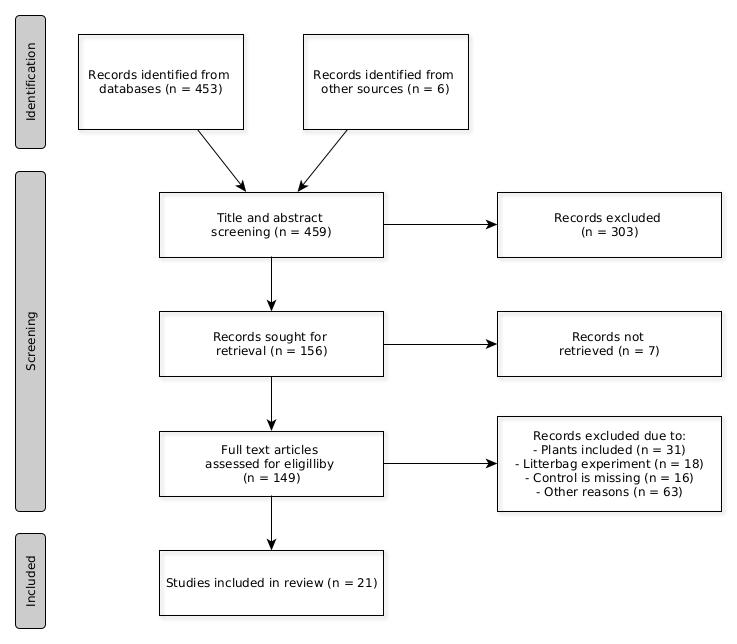 Identification
Records identified from
databases (n = 453)
Records identified from
other sources (n = 6)
Screening
Title and abstract
screening (n = 459)
Records excluded
(n = 303)
Records sought for
retrieval (n = 156)
Records not
retrieved (n = 7)
Full text articles
assessed for eligilliby
(n = 149)
Records excluded due to:
- Plants included (n = 31)
- Litterbag experiment (n = 18)
- Control is missing (n = 16)
- Other reasons (n = 63)
Included
Studies included in review (n = 21)